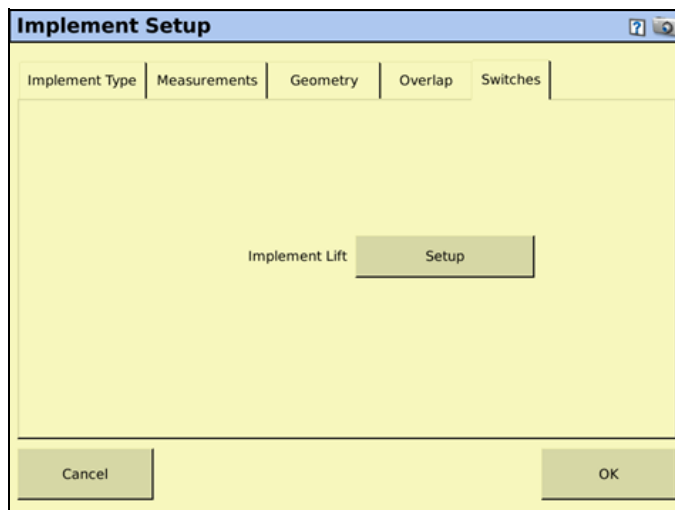 Implement Setup
?
Implement Type Measurements Geometry Overlap Switches
Implement Lift Setup
Cancel OK